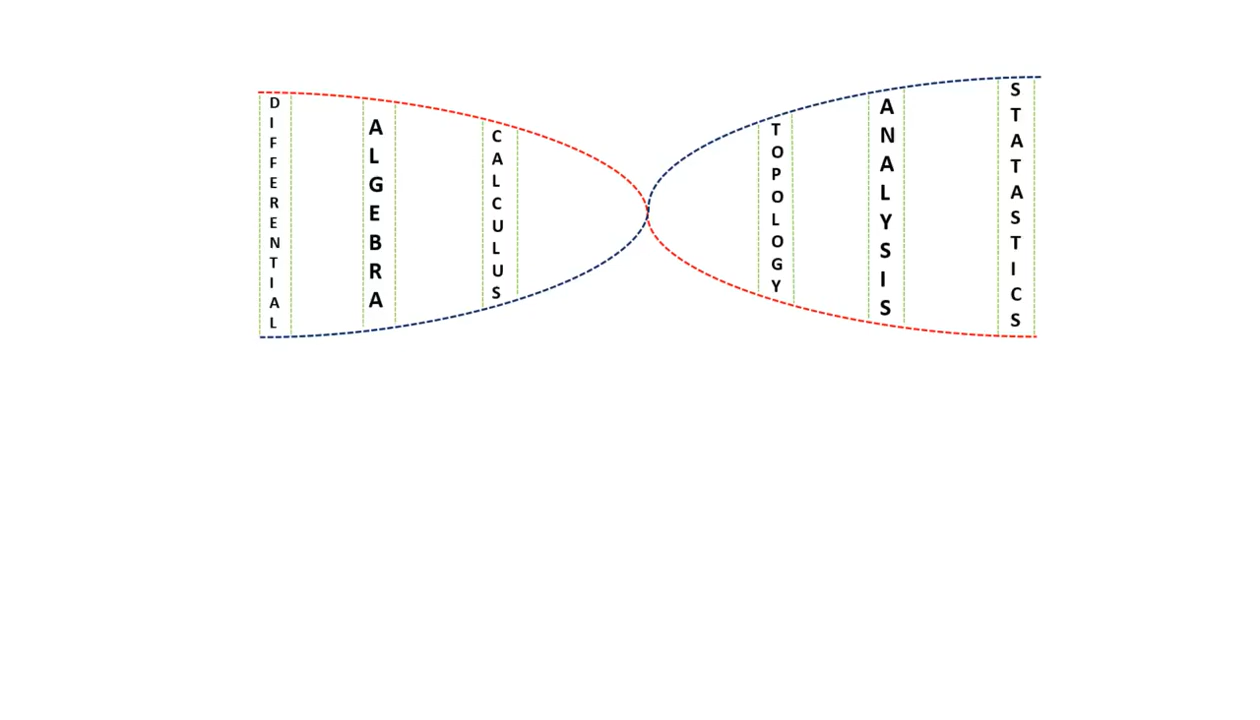 DIFFERENTIAL
ALGEBRA
CALCULUS
TOPOLOGY
ANALYSIS
STATASTICS